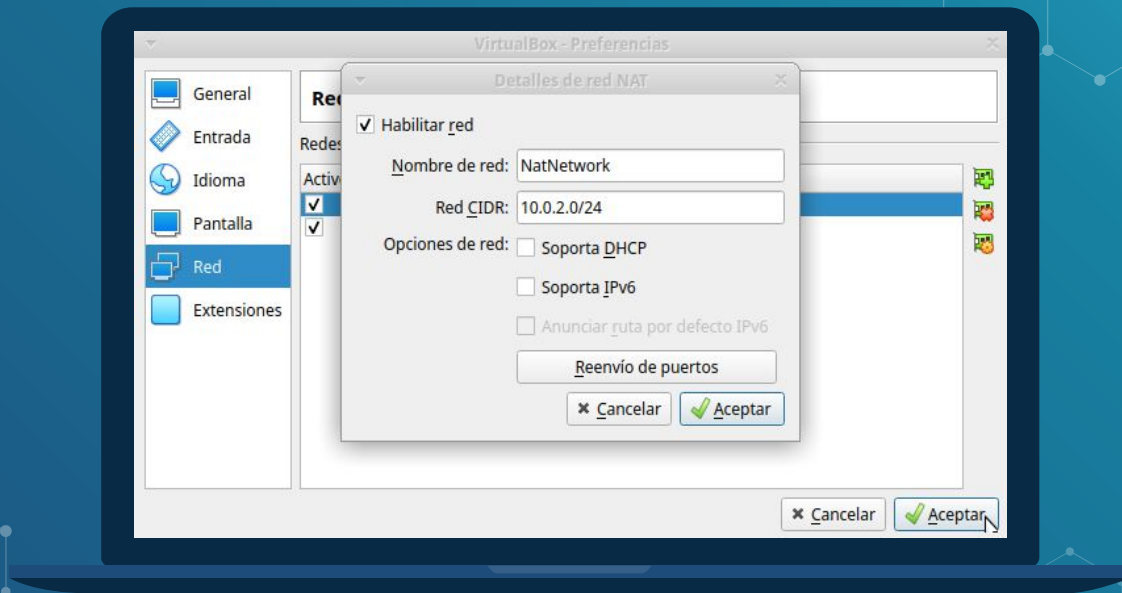 VirtualBox - Preferencias
General
Entrada
Idioma
Pantalla
Red
Extensiones
Detalles de red NAT
Habilitar red
Nombre de red: NatNetwork
Red CIDR: 10.0.2.0/24
Opciones de red: Soporta DHCP
Soporta IPv6
Anunciar ruta por defecto IPv6
Reenvío de puertos
Cancelar Aceptar
Cancelar Aceptar